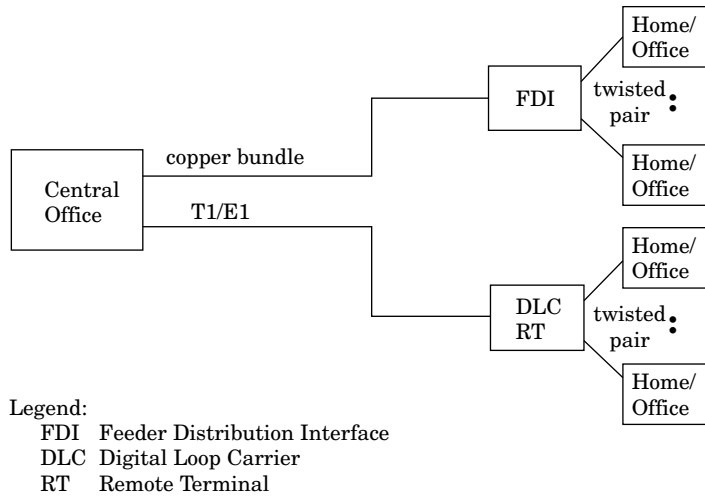 Home/
Office
FDI
twisted
pair
copper bundle
Home/
Office
Central
Office
T1/E1
Home/
Office
DLC
RT
twisted
pair
Home/
Office
Legend:
FDI Feeder Distribution Interface
DLC Digital Loop Carrier
RT Remote Terminal